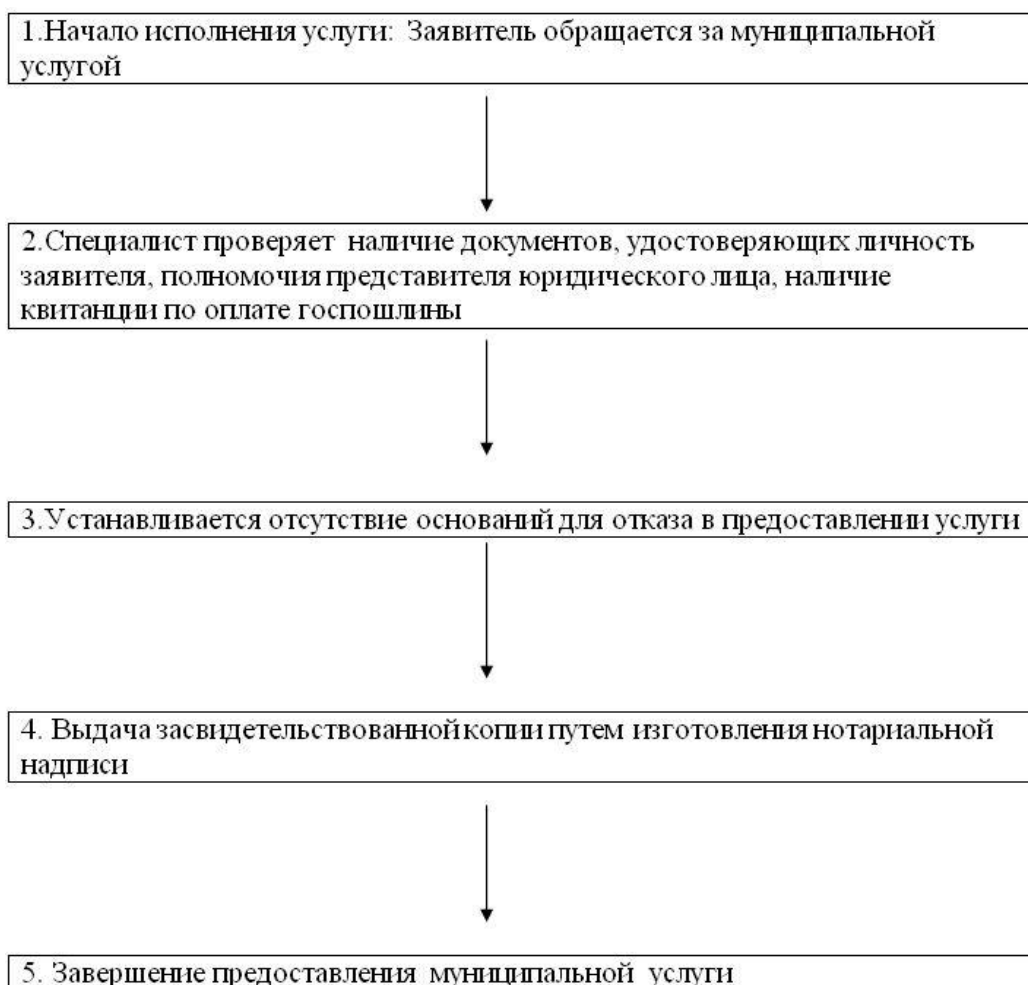 1.Начало исполнения услуги: Заявитель обращается за муниципальной
услугой
2.Специалист проверяет наличие документов, удостоверяющих личность
заявителя, полномочия представителя юридического лица, наличие
квитанции по оплате госпошлины
3.Устанавливается отсутствие оснований для отказа в предоставлении услуги
4. Выдача засвидетельствованной копии путем изготовления нотариальной
надписи
5. Завершение предоставления муниципальной услуги